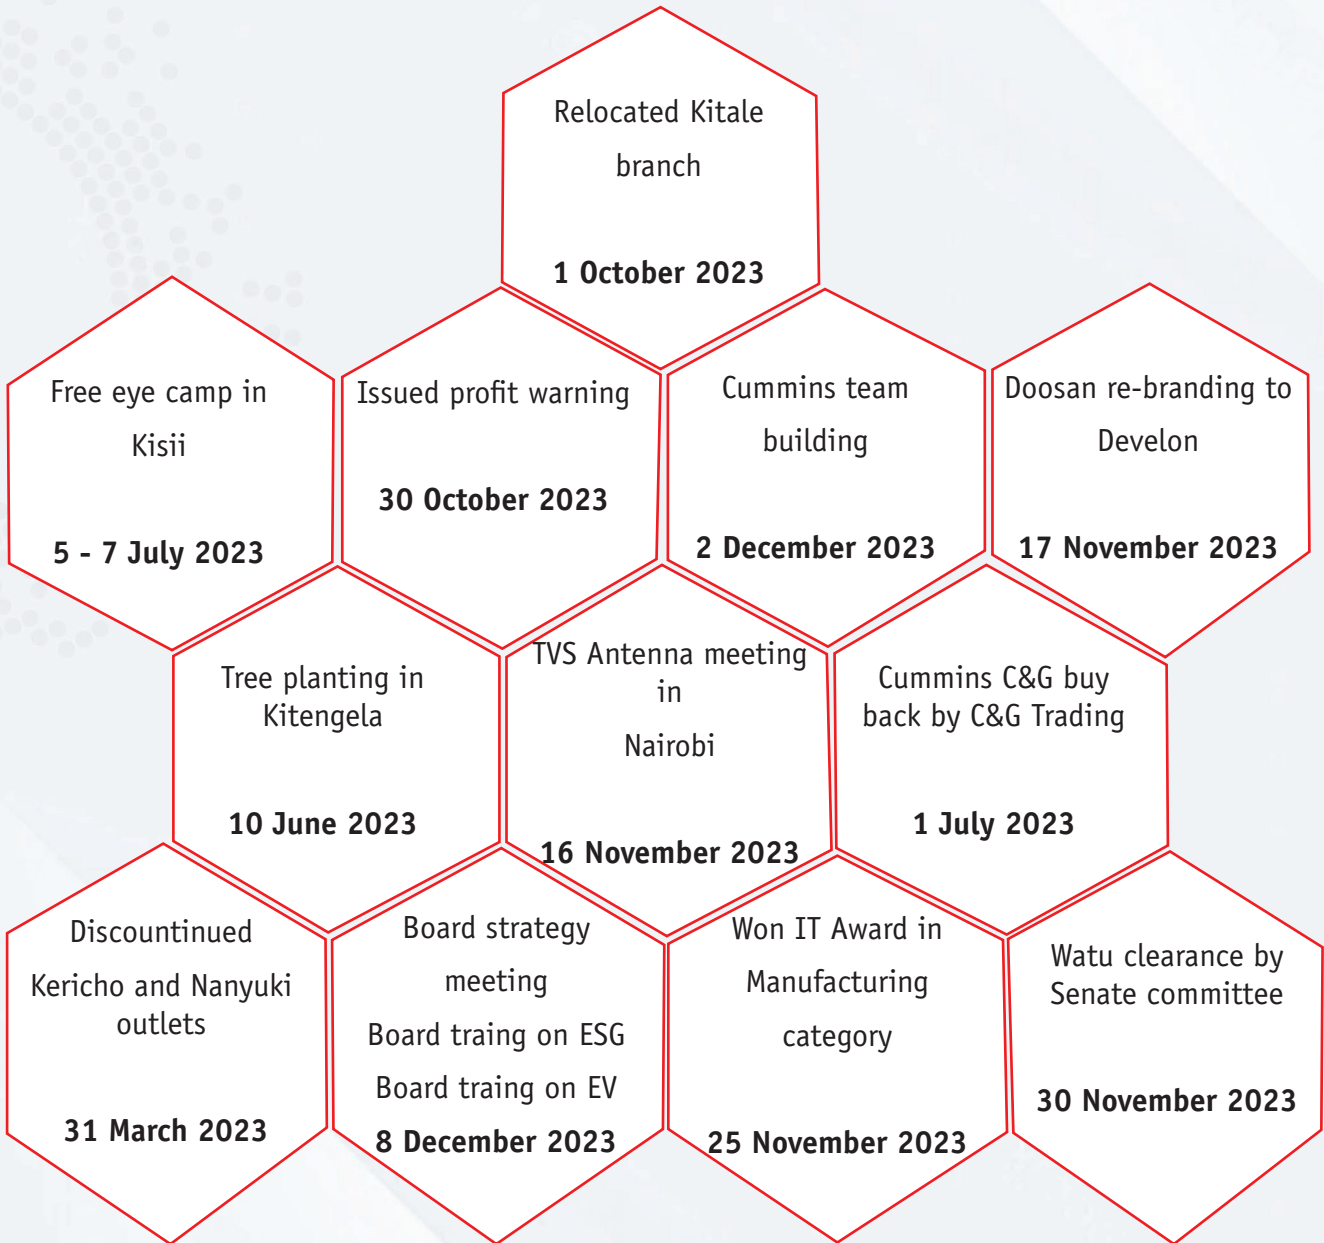 Relocated Kitale
branch
1 October 2023
Free eye camp in
Kisii
5 - 7 July 2023
Issued profit warning
30 October 2023
Cummins team
building
2 December 2023
Doosan re-branding to
Develon
17 November 2023
Tree planting in
Kitengela
10 June 2023
TVS Antenna meeting
in
Nairobi
16 November 2023
Cummins C&G buy
back by C&G Trading
1 July 2023
Discountinued
Kericho and Nanyuki
outlets
31 March 2023
Board strategy
meeting
Board traing on ESG
Board traing on EV
8 December 2023
Won IT Award in
Manufacturing
category
25 November 2023
Watu clearance by
Senate committee
30 November 2023